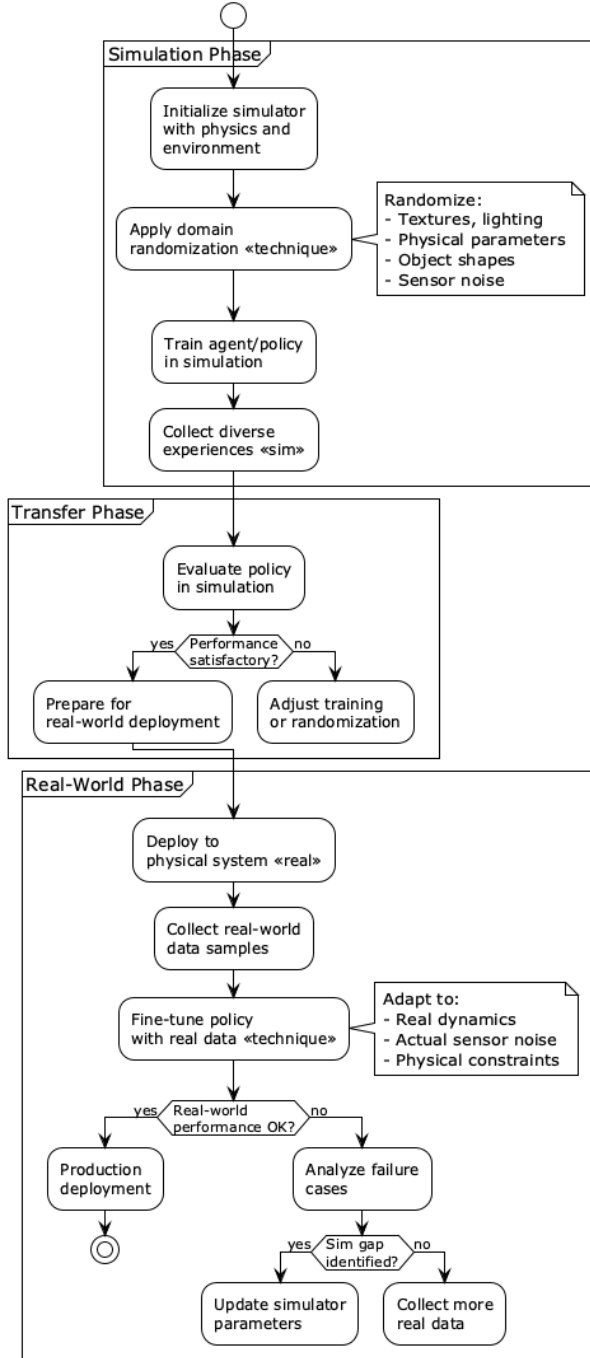 Simulation Phase
Initialize simulator
with physics and
environment
Apply domain
randomization «technique»
Randomize:
- Textures, lighting
- Physical parameters
- Object shapes
- Sensor noise
Train agent/policy
in simulation
Collect diverse
experiences «sim»
Transfer Phase
Evaluate policy
in simulation
yes
Performance
satisfactory?
no
Prepare for
real-world deployment
Adjust training
or randomization
Real-World Phase
Deploy to
physical system «real»
Collect real-world
data samples
Fine-tune policy
with real data «technique»
Adapt to:
- Real dynamics
- Actual sensor noise
- Physical constraints
yes
Real-world
performance OK?
no
Production
deployment
Analyze failure
cases
yes
Sim gap
identified?
no
Update simulator
parameters
Collect more
real data